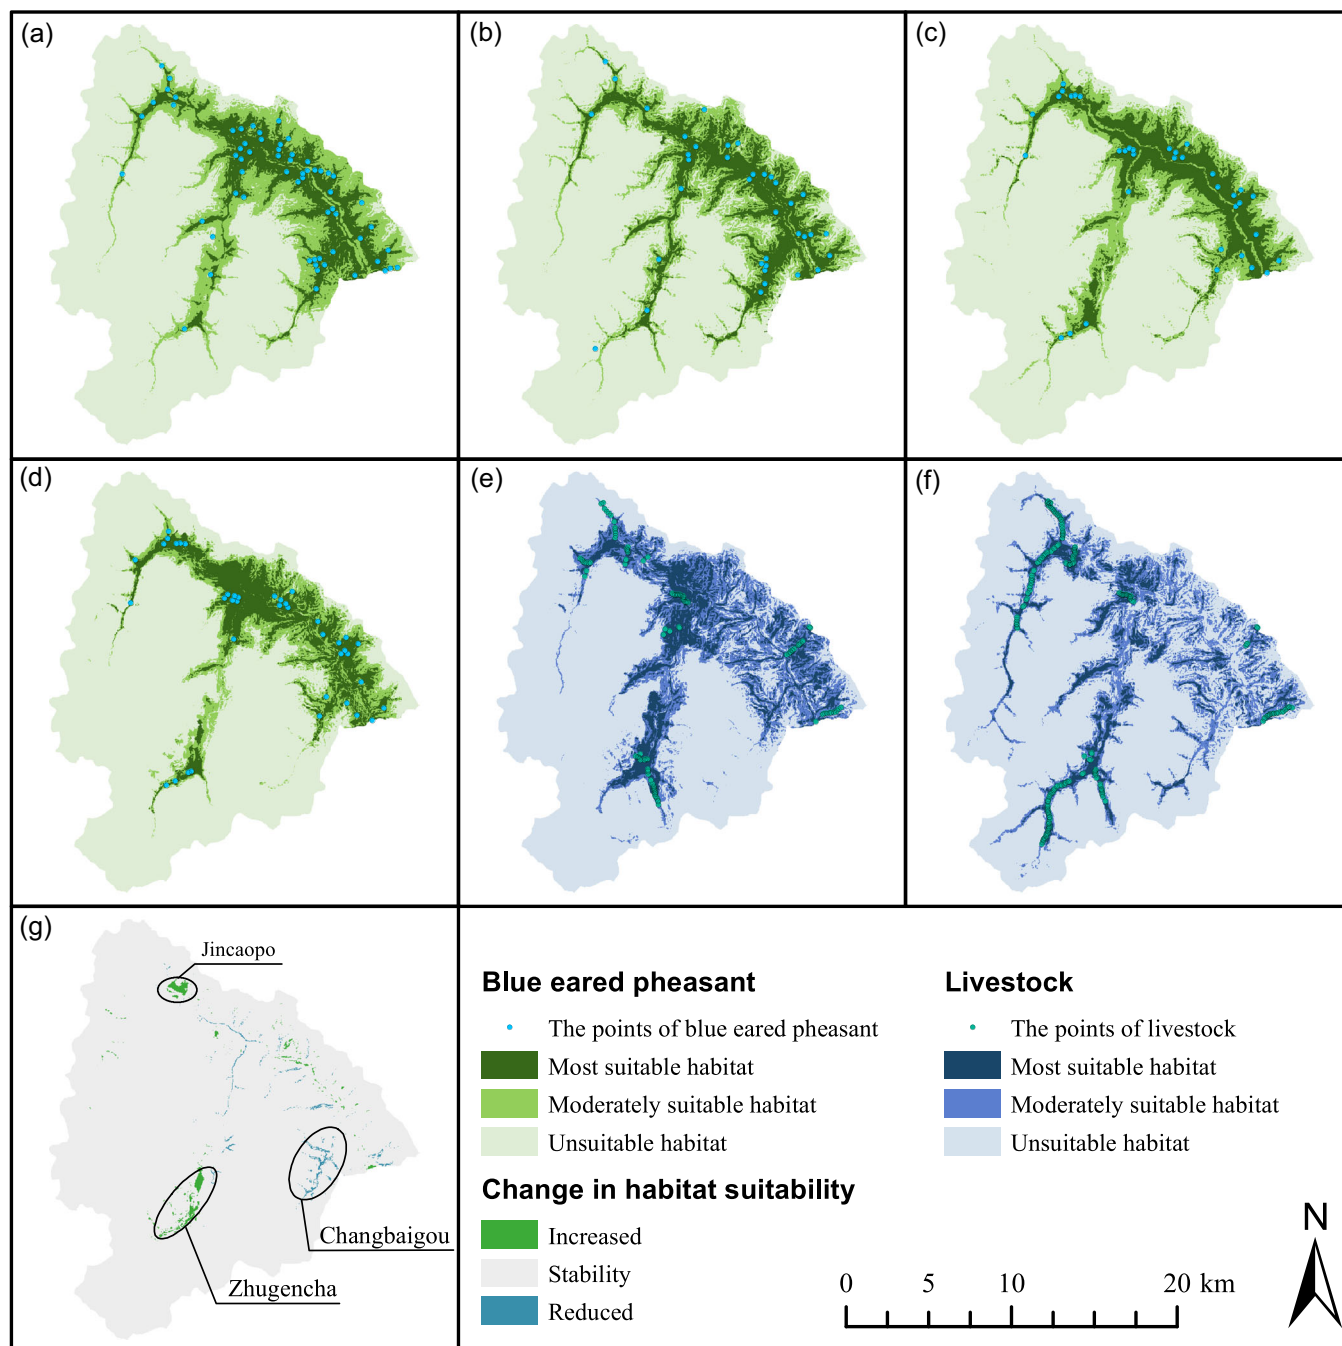 (a)
(b)
(c)
(d)
(e)
(f)
(g)
Jincaopo
Changbaigou
Zhugencha
Blue eared pheasant
The points of blue eared pheasant
Most suitable habitat
Moderately suitable habitat
Unsuitable habitat
Change in habitat suitability
Increased
Stability
Reduced
Livestock
The points of livestock
Most suitable habitat
Moderately suitable habitat
Unsuitable habitat
0 5 10 20 km
N